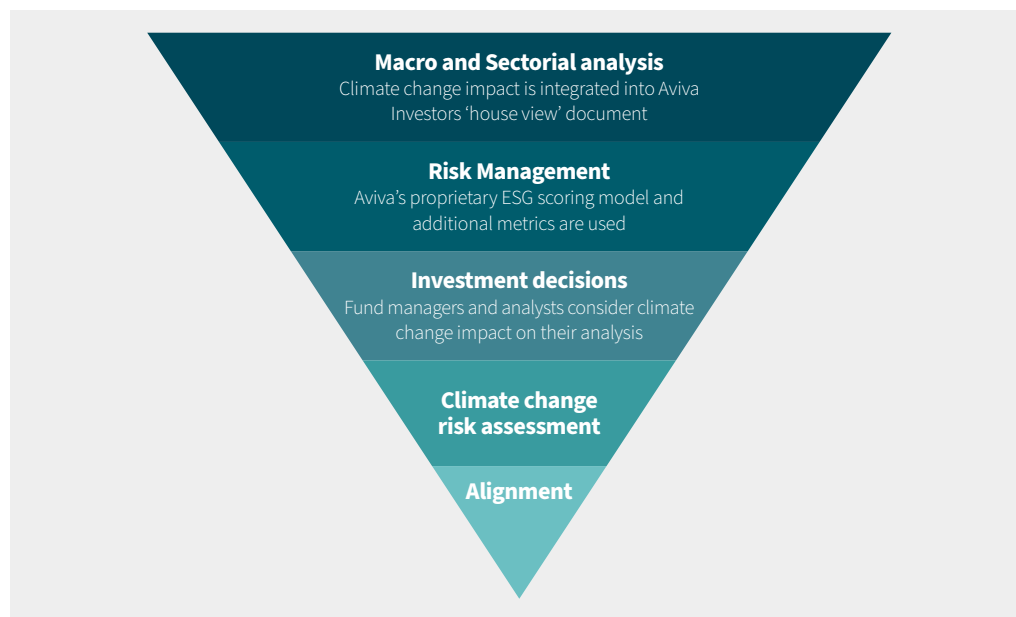 Macro and Sectorial analysis
Climate change impact is integrated into Aviva
Investors ‘house view’ document
Risk Management
Aviva’s proprietary ESG scoring model and
additional metrics are used
Investment decisions
Fund managers and analysts consider climate
change impact on their analysis
Climate change
risk assessment
Alignment